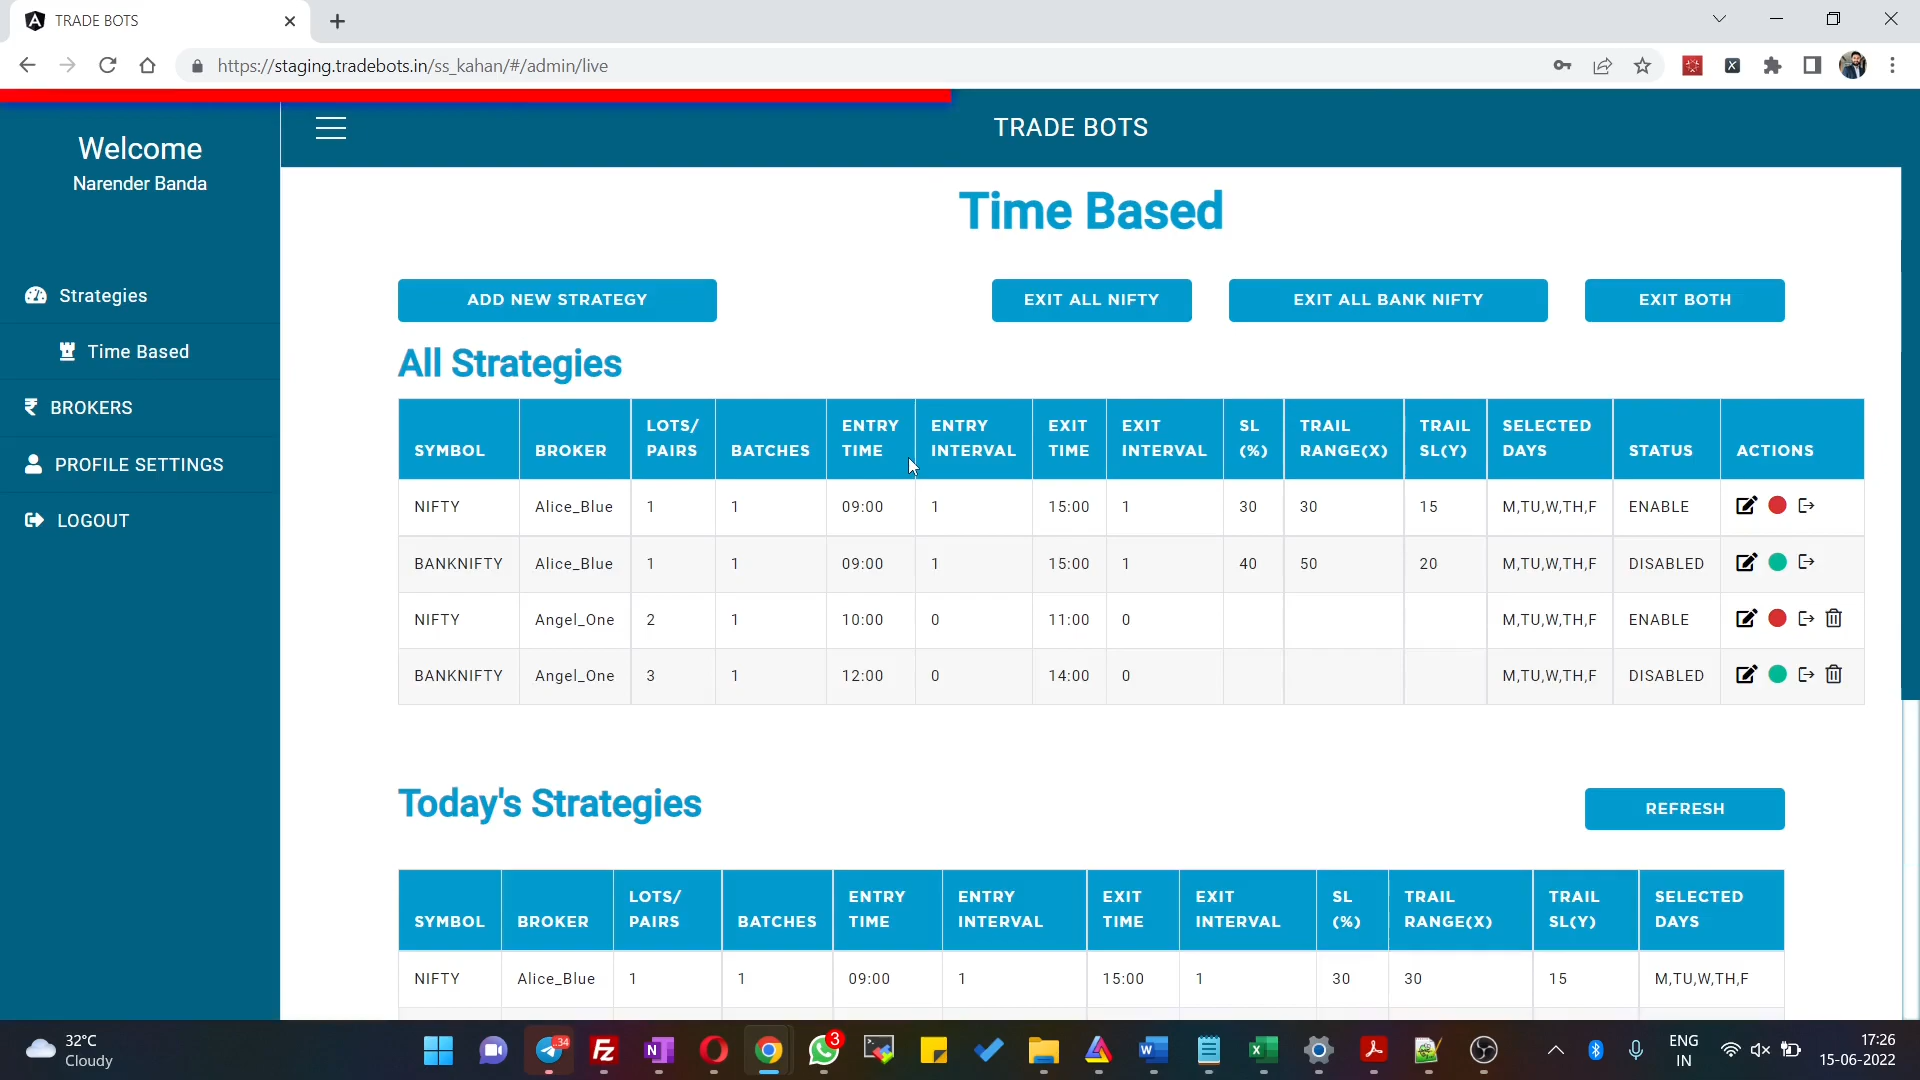 TRADE BOTS
https://staging.tradebots.in/ss_kahan/#/admin/live
Welcome
Narender Banda
TRADE BOTS
Strategies
Time Based
BROKERS
PROFILE SETTINGS
LOGOUT
Time Based
ADD NEW STRATEGY EXIT ALL NIFTY EXIT ALL BANK NIFTY EXIT BOTH
All Strategies
SYMBOL BROKER LOTS/ PAIRS BATCHES ENTRY TIME ENTRY INTERVAL EXIT TIME EXIT INTERVAL SL (%) TRAIL RANGE(X) TRAIL SL(Y) SELECTED DAYS STATUS ACTIONS
NIFTY Alice_Blue 1 1 09:00 1 15:00 1 30 30 15 M,TU,W,TH,F ENABLE
BANKNIFTY Alice_Blue 1 1 09:00 1 15:00 1 40 50 20 M,TU,W,TH,F DISABLED
NIFTY Angel_One 2 1 10:00 0 11:00 0 M,TU,W,TH,F ENABLE
BANKNIFTY Angel_One 3 1 12:00 0 14:00 0 M,TU,W,TH,F DISABLED
Today's Strategies
REFRESH
SYMBOL BROKER LOTS/ PAIRS BATCHES ENTRY TIME ENTRY INTERVAL EXIT TIME EXIT INTERVAL SL (%) TRAIL RANGE(X) TRAIL SL(Y) SELECTED DAYS
NIFTY Alice_Blue 1 1 09:00 1 15:00 1 30 30 15 M,TU,W,TH,F
32°C
Cloudy
34
3
ENG
IN
17:26
15-06-2022